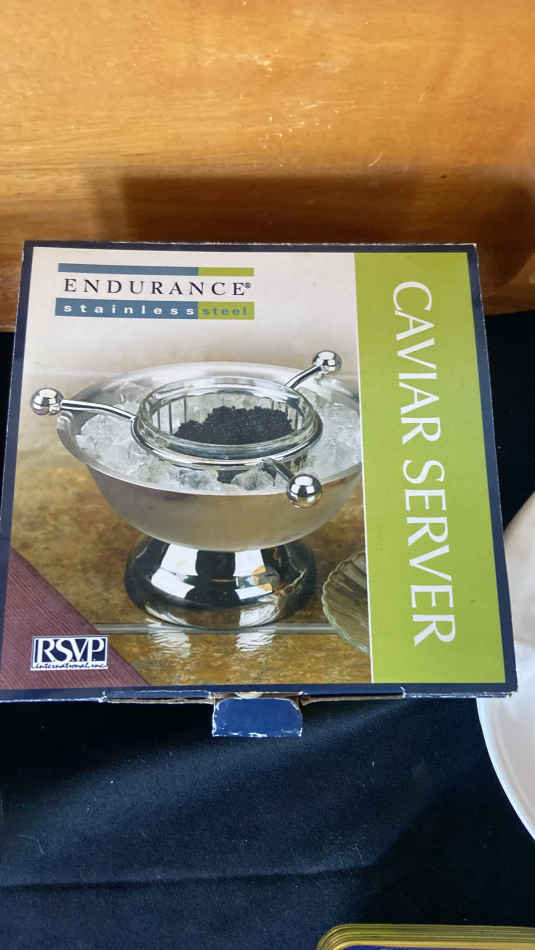 ENDURANCE®
stainless steel
CAVIAR SERVER
RSVP
International, Inc.